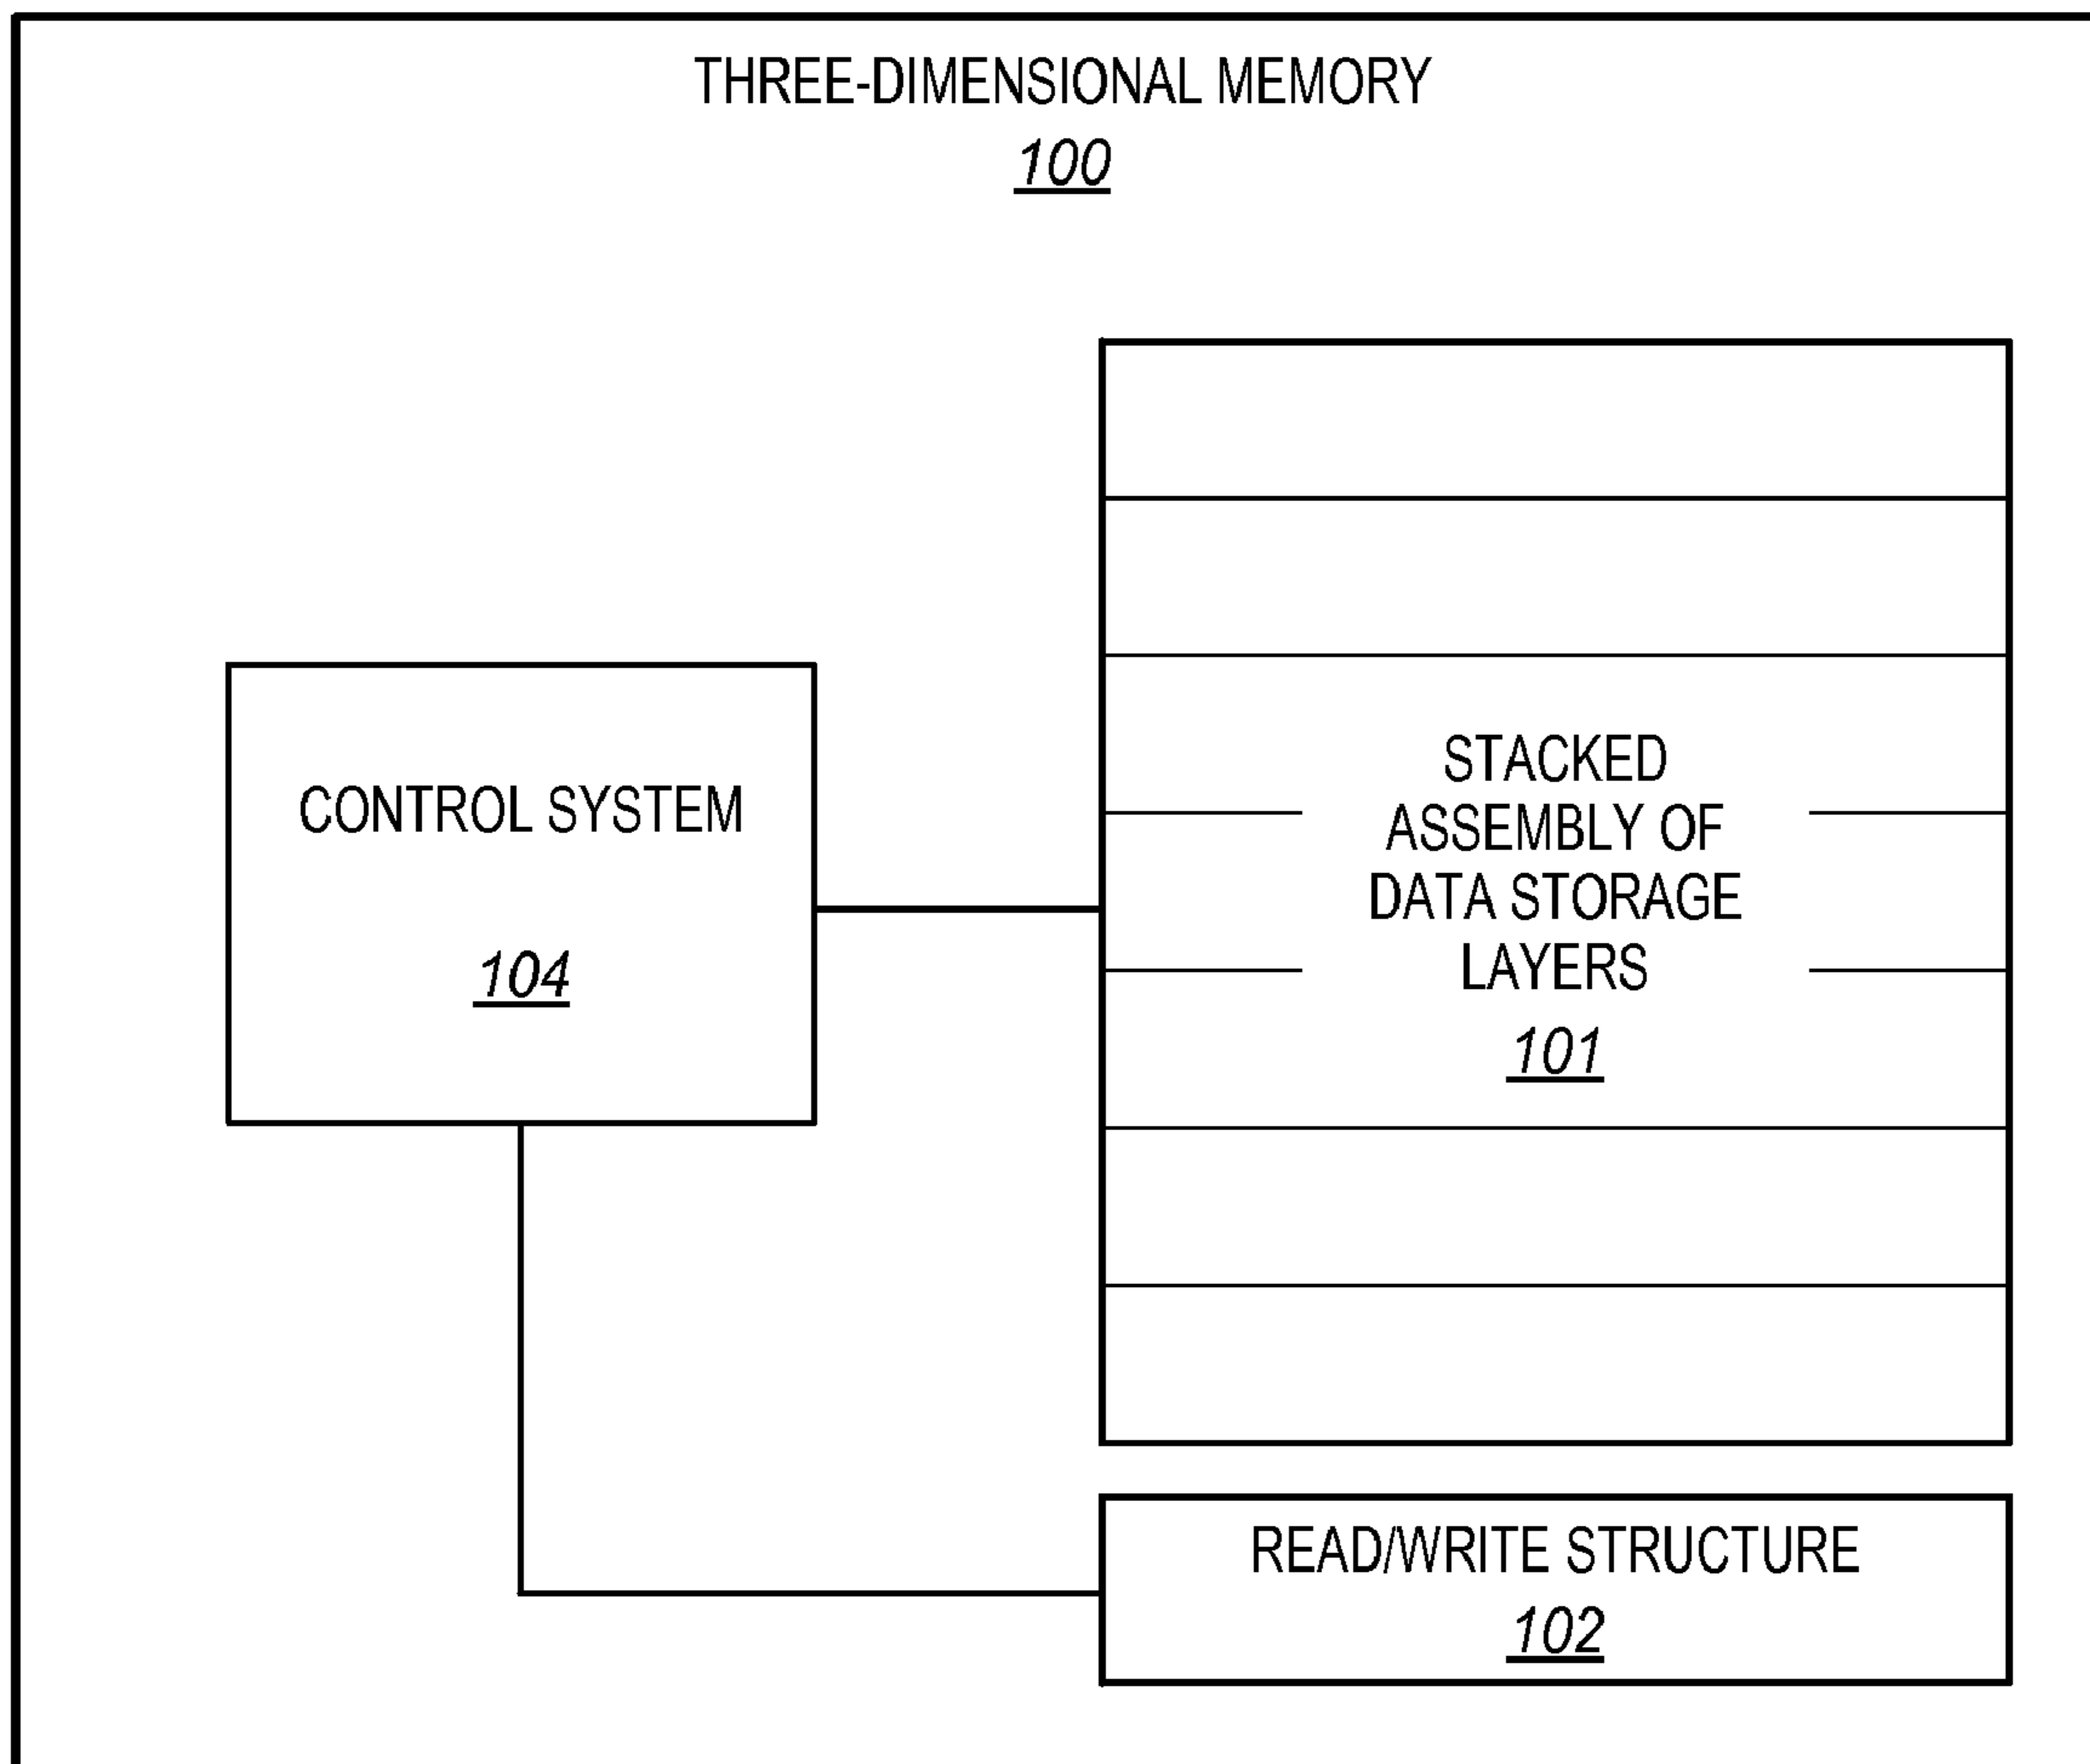 THREE-DIMENSIONAL MEMORY
100
CONTROL SYSTEM
104
STACKED
ASSEMBLY OF
DATA STORAGE
LAYERS
101
READ/WRITE STRUCTURE
102